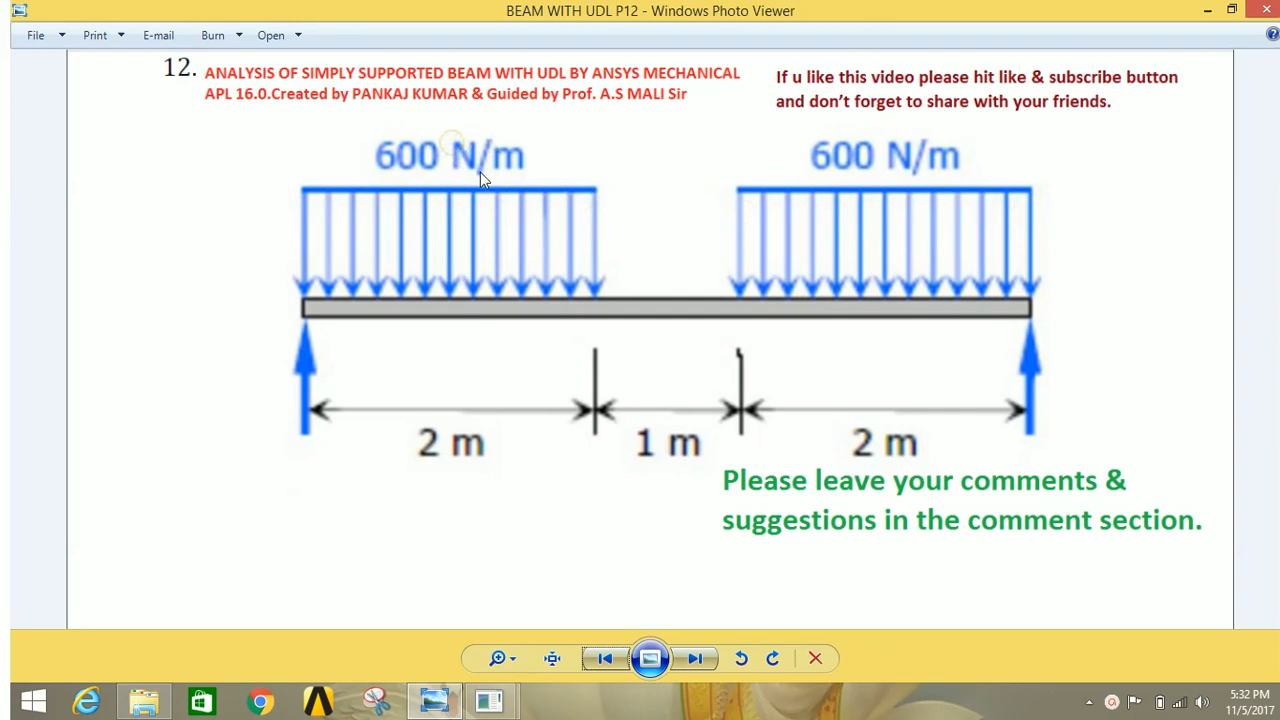 BEAM WITH UDL P12 - Windows Photo Viewer
File Print E-mail Burn Open
12. ANALYSIS OF SIMPLY SUPPORTED BEAM WITH UDL BY ANSYS MECHANICAL
APL 16.0.Created by PANKAJ KUMAR & Guided by Prof. A.S MALI Sir
If u like this video please hit like & subscribe button
and don’t forget to share with your friends.
600 N/m 600 N/m
2 m 1 m 2 m
Please leave your comments &
suggestions in the comment section.
5:32 PM
11/5/2017